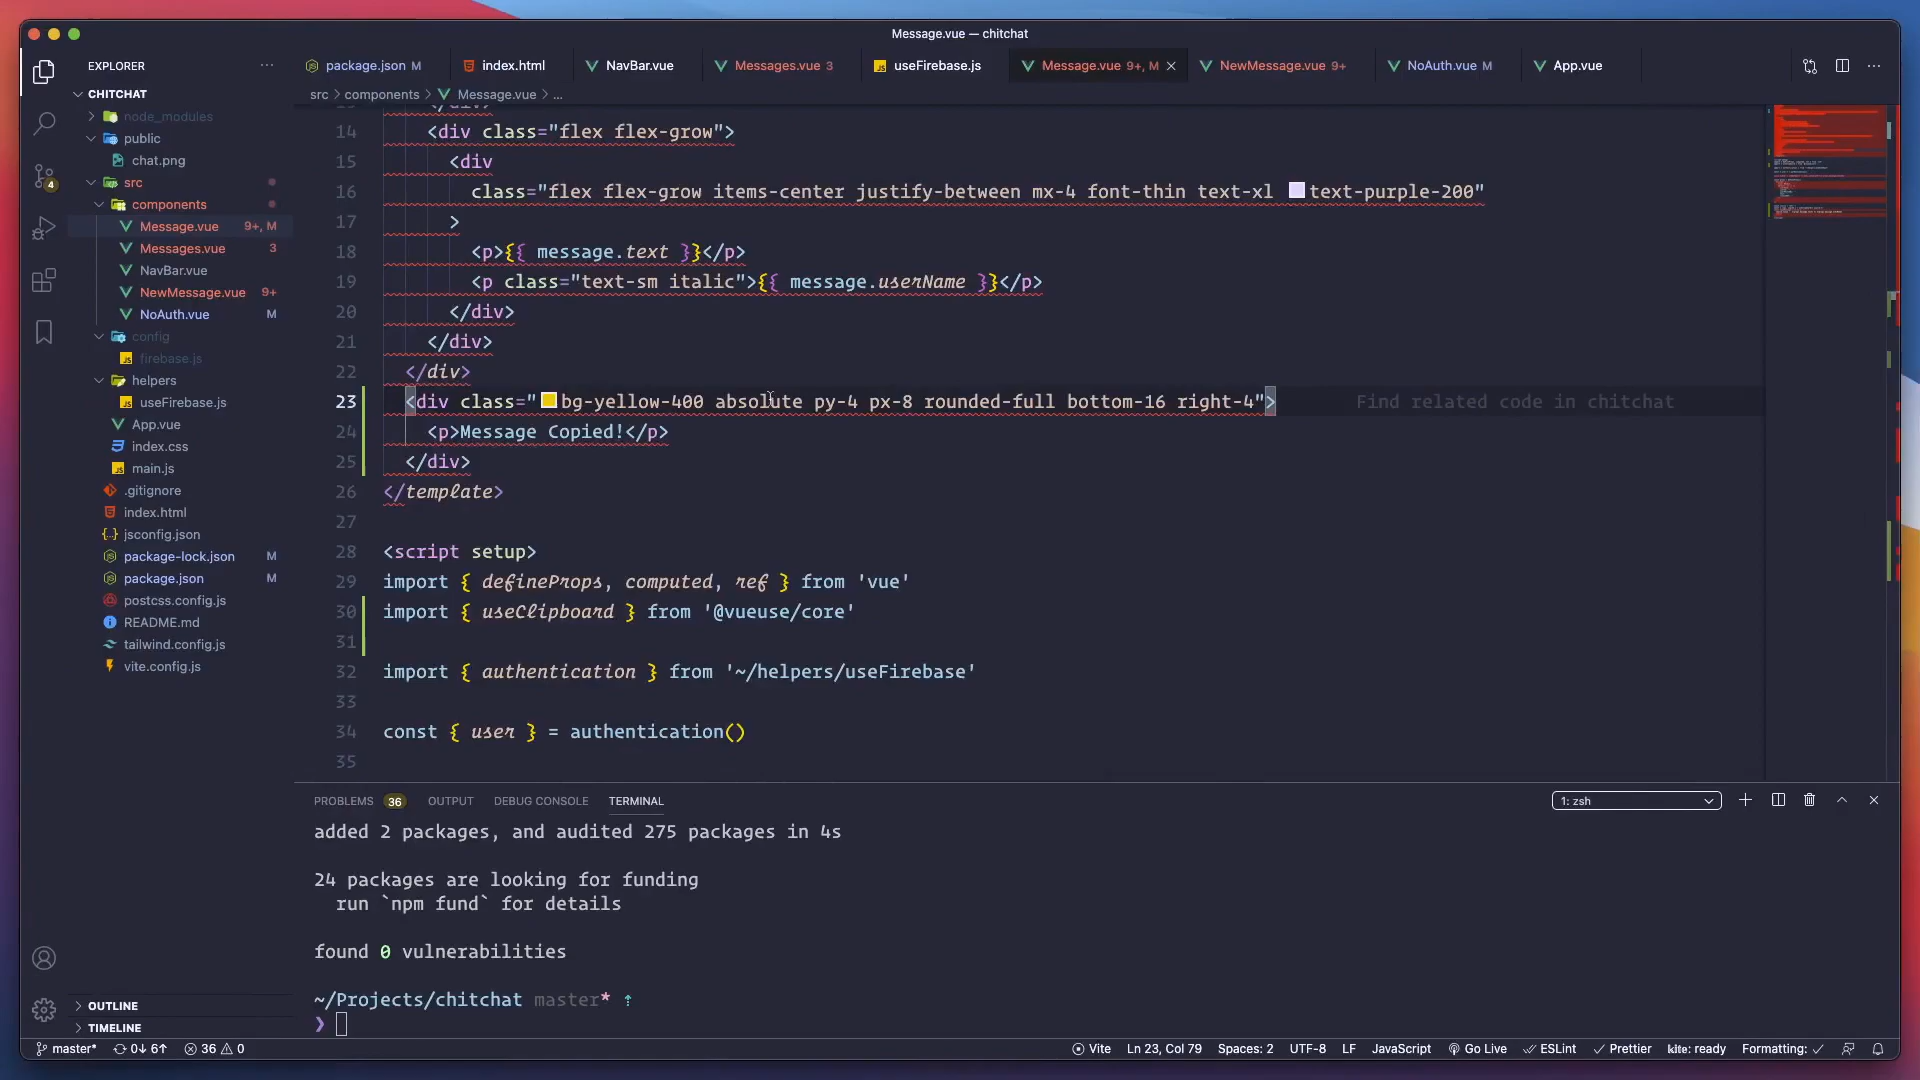 Message.vue — chitchat
EXPLORER ···
package.json M
index.html
NavBar.vue
Messages.vue 3
useFirebase.js
Message.vue 9+, M ×
NewMessage.vue 9+
NoAuth.vue M
App.vue
src > components > Message.vue > ...
CHITCHAT
node_modules
public
chat.png
src
components
Message.vue 9+, M
Messages.vue 3
NavBar.vue
NewMessage.vue 9+
NoAuth.vue M
config
firebase.js
helpers
useFirebase.js
App.vue
index.css
main.js
.gitignore
index.html
jsconfig.json
package-lock.json M
package.json M
postcss.config.js
README.md
tailwind.config.js
vite.config.js
OUTLINE
TIMELINE
4
14 <div class="flex flex-grow">
15 <div
16 class="flex flex-grow items-center justify-between mx-4 font-thin text-xl text-purple-200"
17 >
18 <p>{{ message.text }}</p>
19 <p class="text-sm italic">{{ message.userName }}</p>
20 </div>
21 </div>
22 </div>
23 <div class="bg-yellow-400 absolute py-4 px-8 rounded-full bottom-16 right-4"> Find related code in chitchat
24 <p>Message Copied!</p>
25 </div>
26 </template>
27
28 <script setup>
29 import { defineProps, computed, ref } from 'vue'
30 import { useClipboard } from '@vueuse/core'
31
32 import { authentication } from '~/helpers/useFirebase'
33
34 const { user } = authentication()
35
PROBLEMS 36 OUTPUT DEBUG CONSOLE TERMINAL 1: zsh
added 2 packages, and audited 275 packages in 4s
24 packages are looking for funding
run `npm fund` for details
found 0 vulnerabilities
~/Projects/chitchat master* ⇡
❯
master* 0↓ 6↑ 36 0 Vite Ln 23, Col 79 Spaces: 2 UTF-8 LF JavaScript Go Live ESLint Prettier kite: ready Formatting: ✓